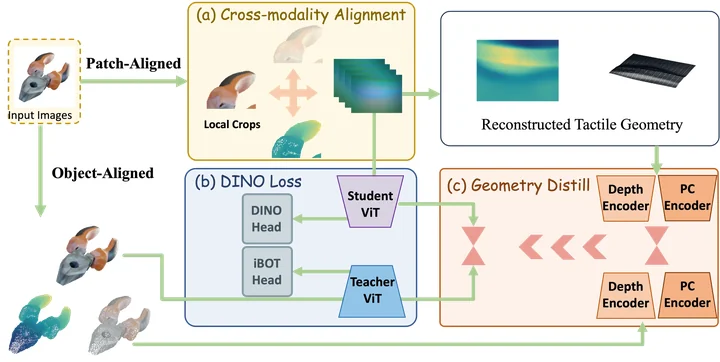 (a) Cross-modality Alignment
Patch-Aligned
Input Images
Local Crops
Reconstructed Tactile Geometry
Object-Aligned
(b) DINO Loss
Student
ViT
DINO
Head
iBOT
Head
Teacher
ViT
(c) Geometry Distill
Depth
Encoder
PC
Encoder
Depth
Encoder
PC
Encoder